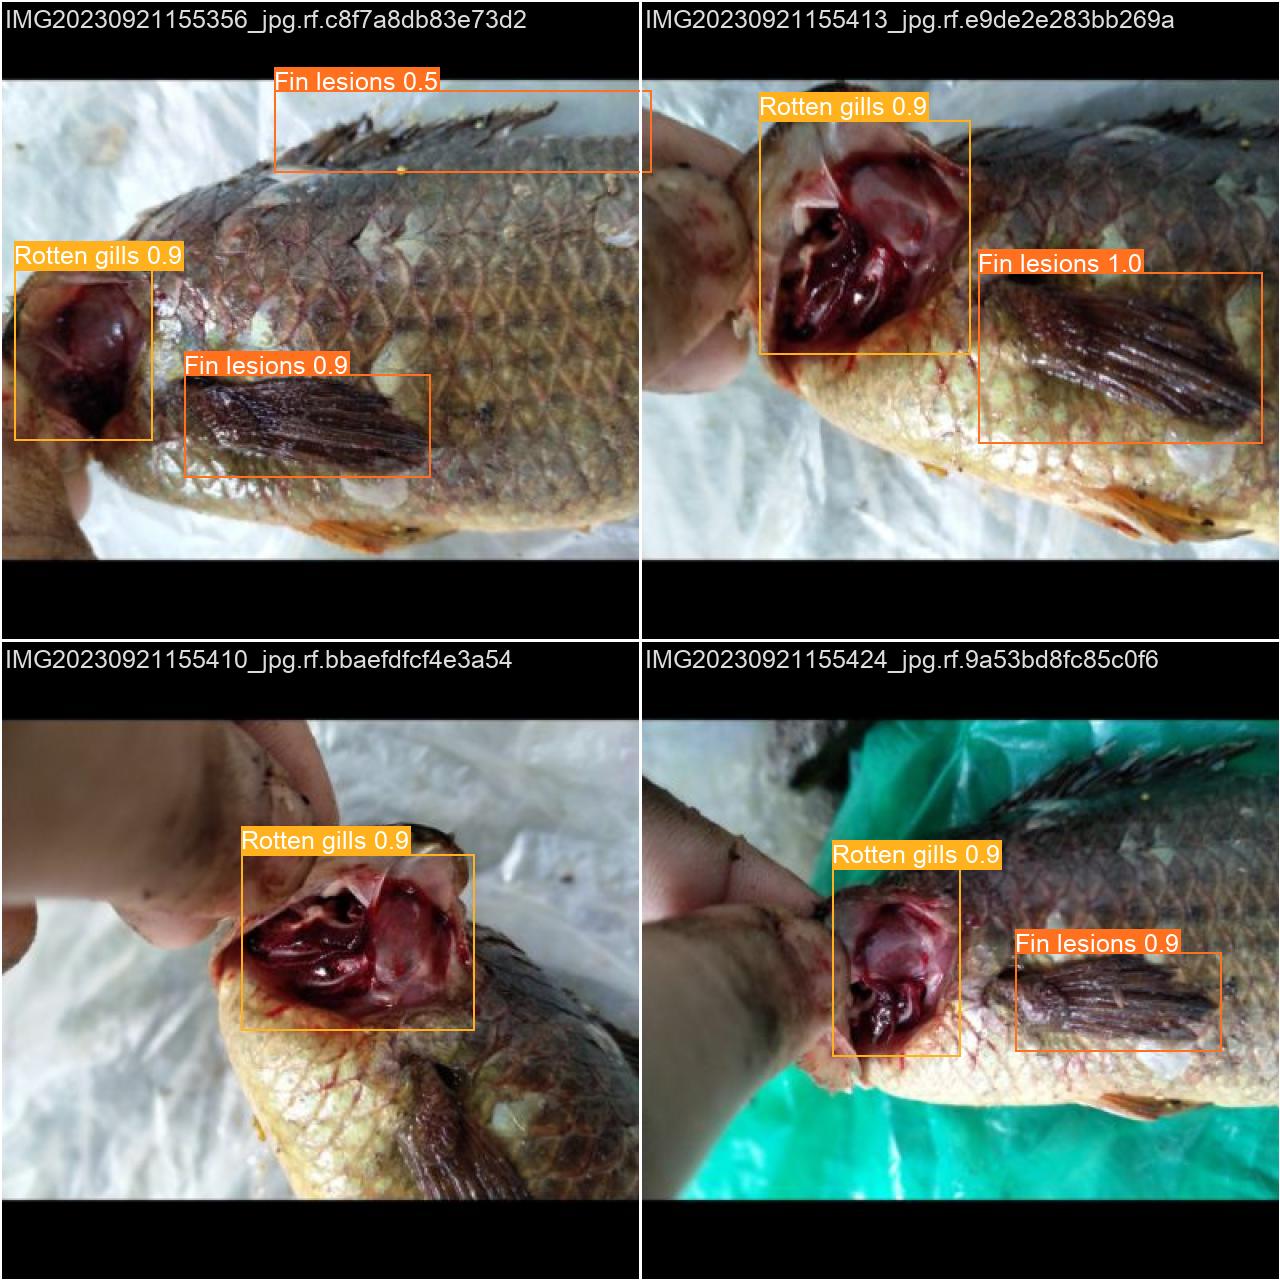 IMG20230921155356_jpg.rf.c8f7a8db83e73d2
Fin lesions 0.5
Rotten gills 0.9
Fin lesions 0.9
IMG20230921155413_jpg.rf.e9de2e283bb269a
Rotten gills 0.9
Fin lesions 1.0
IMG20230921155410_jpg.rf.bbaefdfcf4e3a54
Rotten gills 0.9
IMG20230921155424_jpg.rf.9a53bd8fc85c0f6
Rotten gills 0.9
Fin lesions 0.9